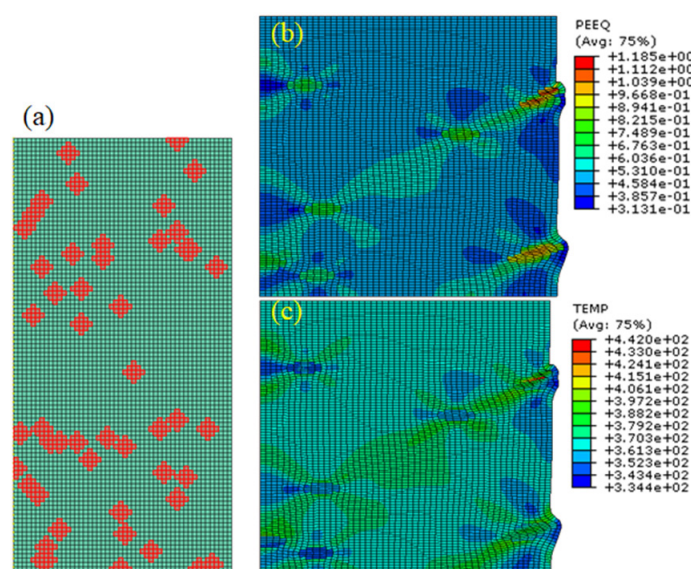 (a)
(b)
PEEQ
(Avg: 75%)
+1.185e+00
+1.112e+00
+1.039e+00
+9.668e-01
+8.941e-01
+8.215e-01
+7.489e-01
+6.763e-01
+6.036e-01
+5.310e-01
+4.584e-01
+3.857e-01
+3.131e-01
(c)
TEMP
(Avg: 75%)
+4.420e+02
+4.330e+02
+4.241e+02
+4.151e+02
+4.061e+02
+3.972e+02
+3.882e+02
+3.792e+02
+3.703e+02
+3.613e+02
+3.523e+02
+3.434e+02
+3.344e+02